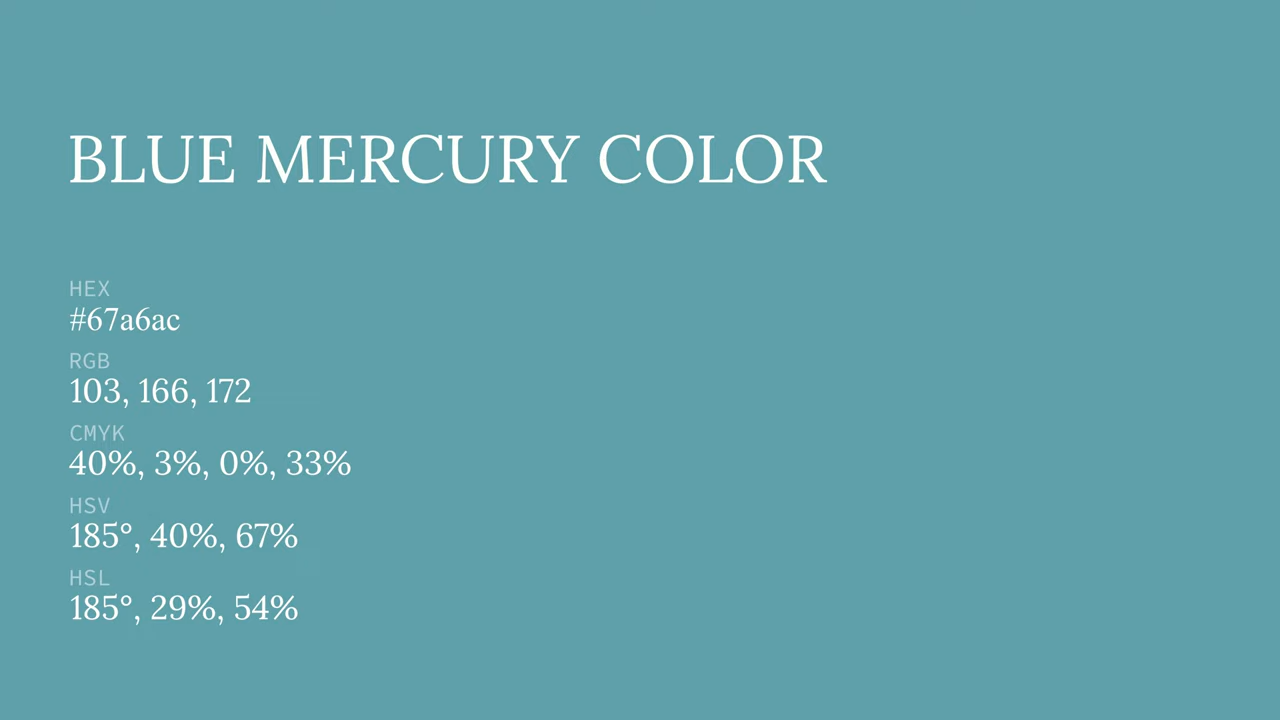 BLUE MERCURY COLOR
HEX
#67a6ac
RGB
103, 166, 172
CMYK
40%, 3%, 0%, 33%
HSV
185°, 40%, 67%
HSL
185°, 29%, 54%